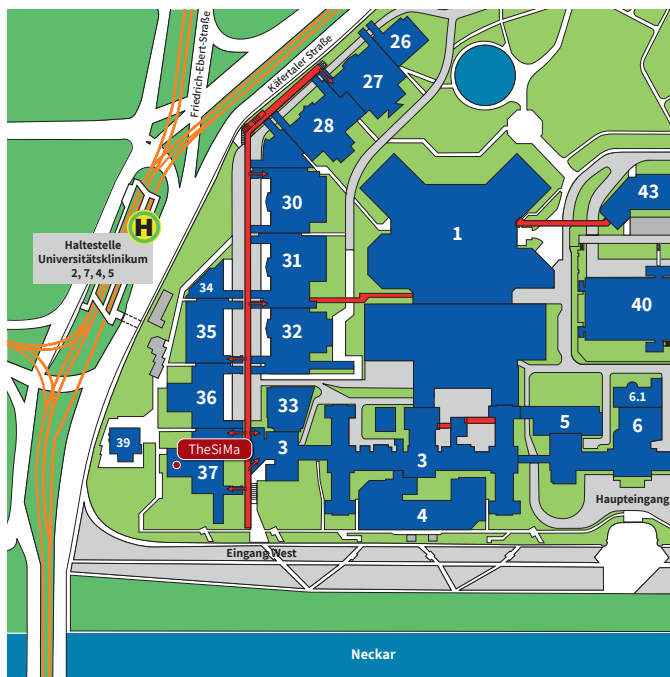 26
27
28
Käfertaler Straße
Friedrich-Ebert-Straße
H
Haltestelle
Universitätsklinikum
2, 7, 4, 5
30
43
1
31
34
40
35
32
36
33
6.1
5
6
39
TheSiMa
3
3
37
Haupteingang
4
Eingang West
Neckar